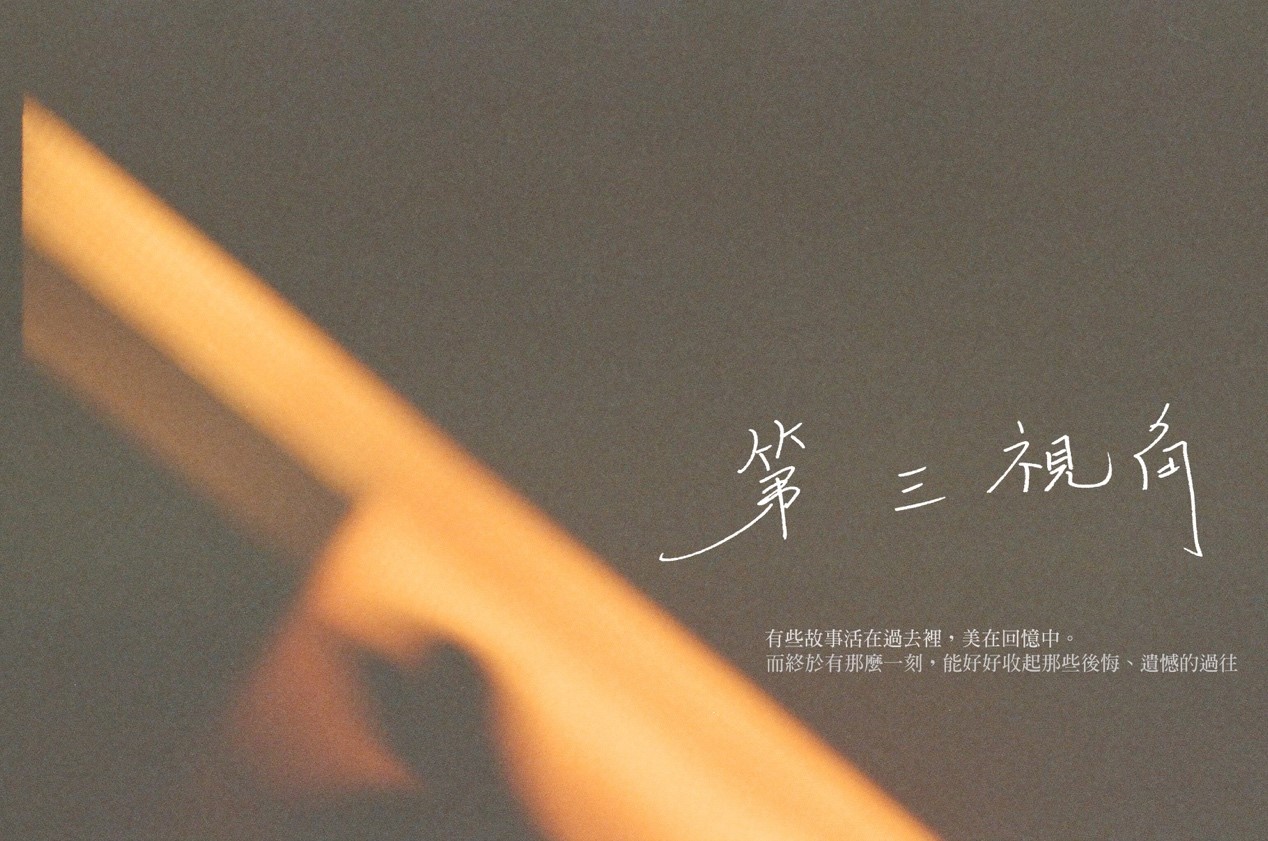 第三視角
有些故事活在過去裡，美在回憶中。
而終於有那麼一刻，能好好收起那些後悔、遺憾的過往